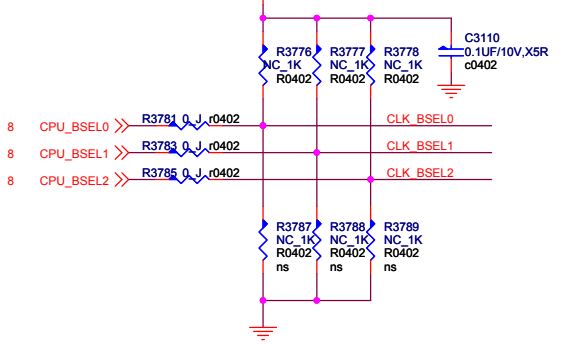 C3110
0.1UF/10V,X5R
c0402
R3776
NC_1K
R0402
R3777
NC_1K
R0402
R3778
NC_1K
R0402
8 CPU_BSEL0 R3781 0_J r0402 CLK_BSEL0
8 CPU_BSEL1 R3783 0_J r0402 CLK_BSEL1
8 CPU_BSEL2 R3785 0_J r0402 CLK_BSEL2
R3787
NC_1K
R0402
ns
R3788
NC_1K
R0402
ns
R3789
NC_1K
R0402
ns